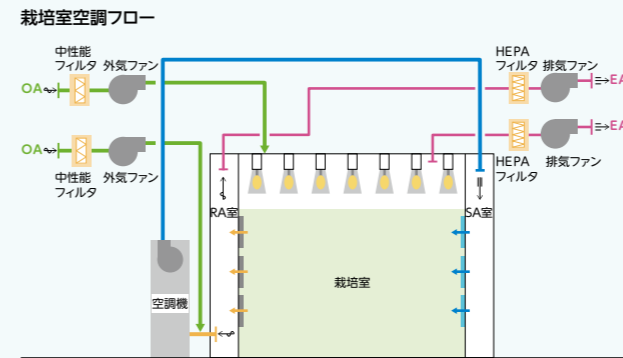 栽培室空調フロー
中性能
フィルタ
外気ファン
OA
HEPA
フィルタ
排気ファン
EA
OA
中性能
フィルタ
外気ファン
EA
HEPA
フィルタ
排気ファン
RA室
SA室
栽培室
空調機